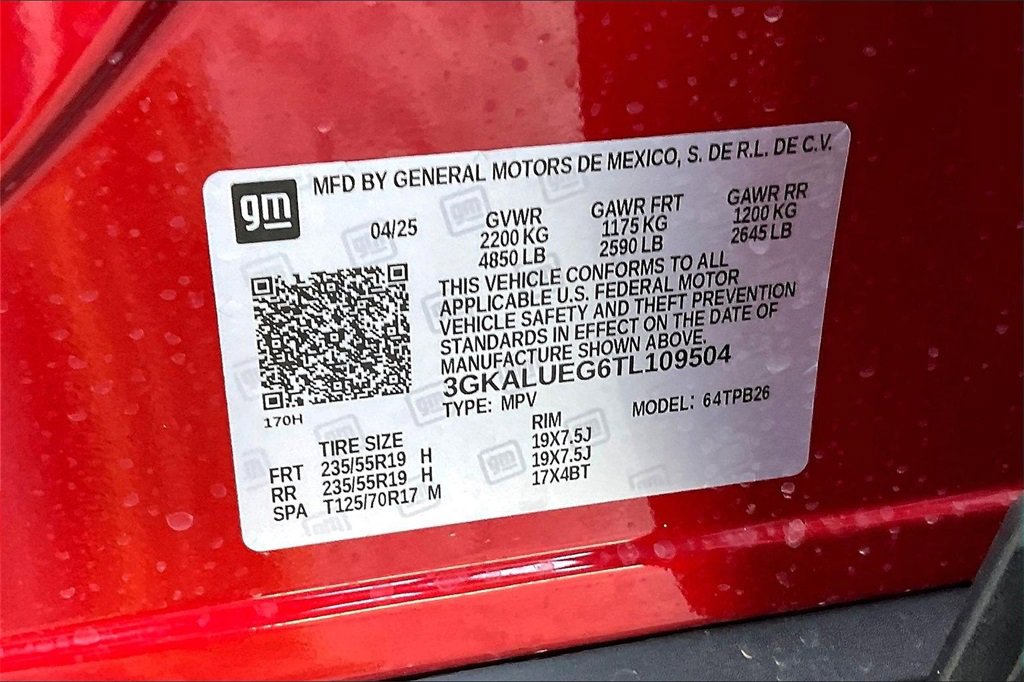 gm
MFD BY GENERAL MOTORS DE MEXICO, S. DE R.L. DE C.V.
04/25
GVWR
2200 KG
4850 LB
GAWR FRT
1175 KG
2590 LB
GAWR RR
1200 KG
2645 LB
THIS VEHICLE CONFORMS TO ALL
APPLICABLE U.S. FEDERAL MOTOR
VEHICLE SAFETY AND THEFT PREVENTION
STANDARDS IN EFFECT ON THE DATE OF
MANUFACTURE SHOWN ABOVE.
3GKALUEG6TL109504
TYPE: MPV
MODEL: 64TPB26
170H
TIRE SIZE
RIM
FRT 235/55R19 H 19X7.5J
RR 235/55R19 H 19X7.5J
SPA T125/70R17 M 17X4BT